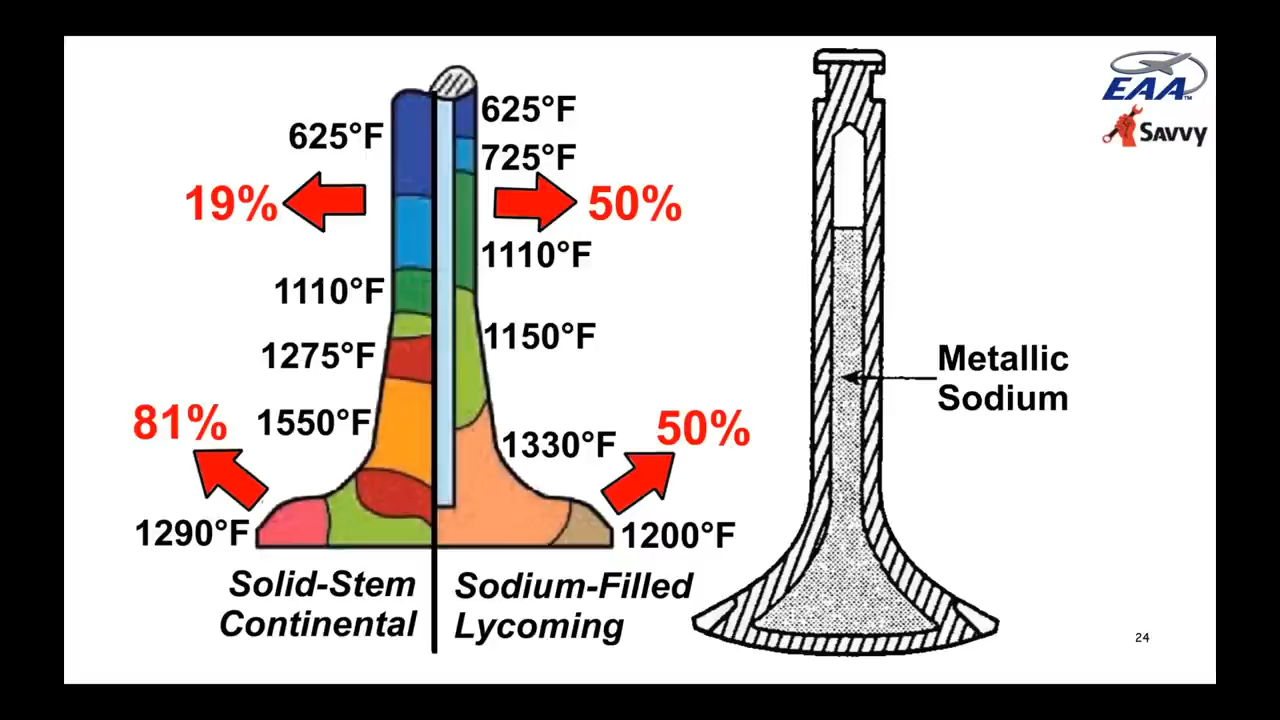 625°F
19%
1110°F
1275°F
81%
1550°F
1290°F
Solid-Stem
Continental
625°F
725°F
50%
1110°F
1150°F
1330°F
50%
1200°F
Sodium-Filled
Lycoming
Metallic
Sodium
EAA™
SAVVY
24